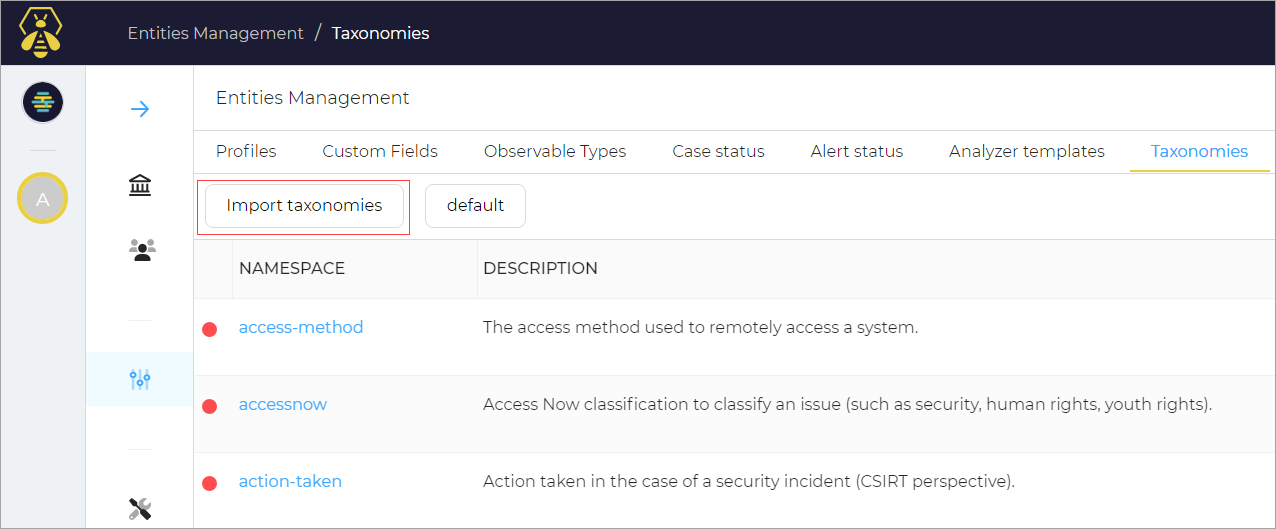 Entities Management / Taxonomies
Entities Management
Profiles Custom Fields Observable Types Case status Alert status Analyzer templates Taxonomies
A
Import taxonomies default
NAMESPACE DESCRIPTION
access-method The access method used to remotely access a system.
accessnow Access Now classification to classify an issue (such as security, human rights, youth rights).
action-taken Action taken in the case of a security incident (CSIRT perspective).